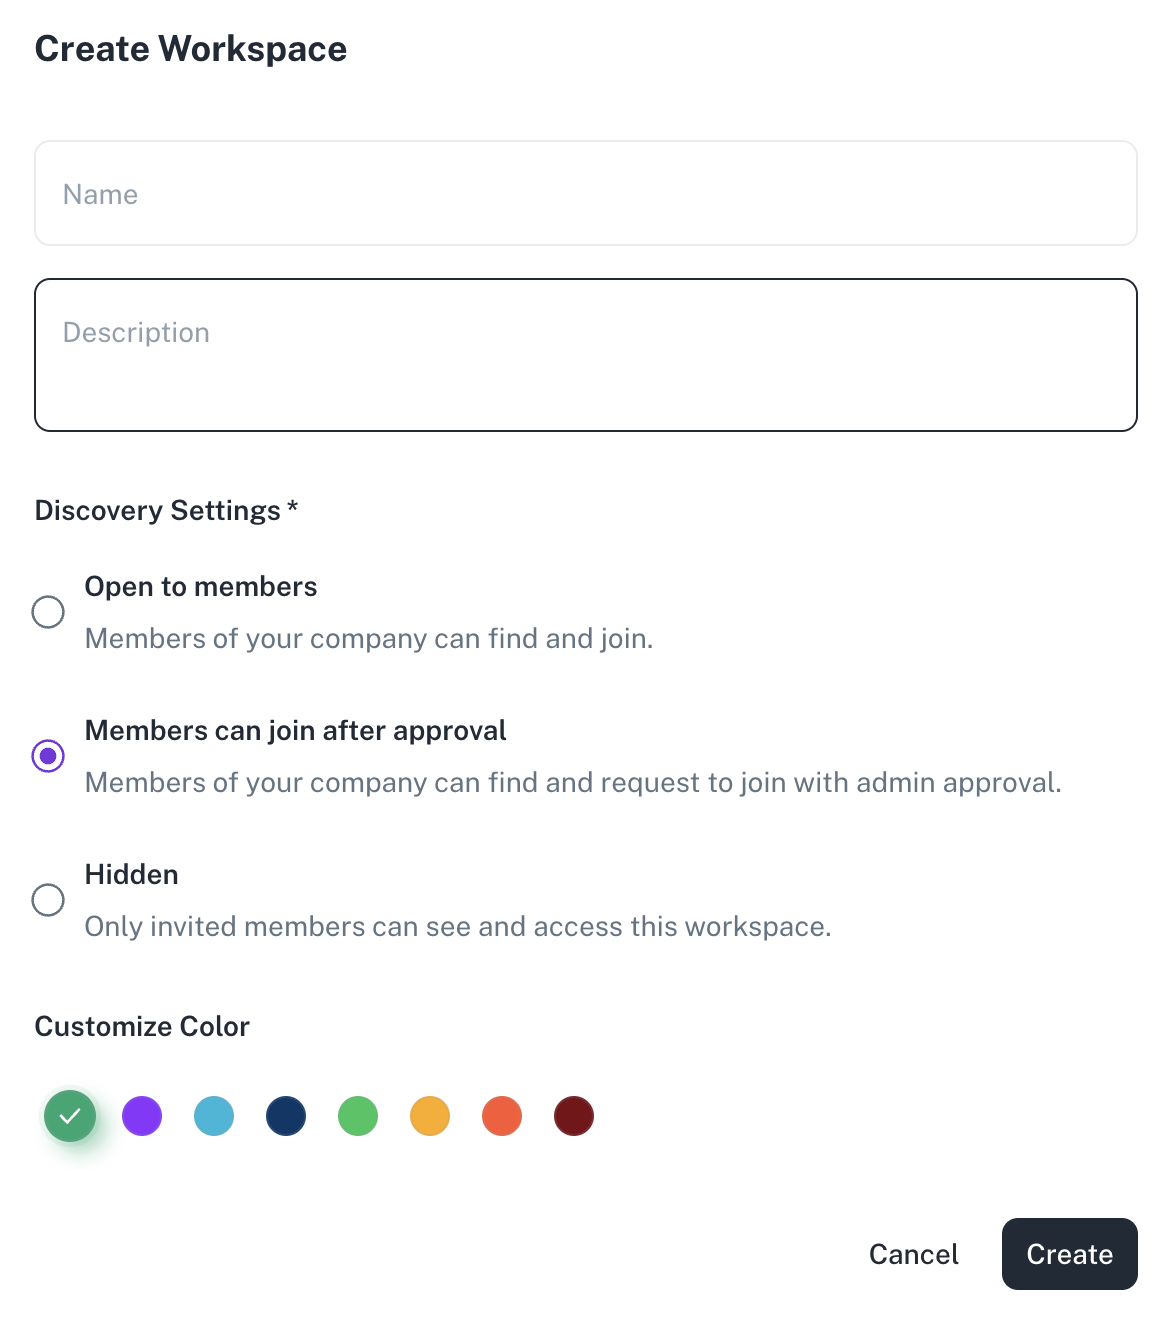 Create Workspace
Name
Description
Discovery Settings *
Open to members
Members of your company can find and join.
Members can join after approval
Members of your company can find and request to join with admin approval.
Hidden
Only invited members can see and access this workspace.
Customize Color
Cancel
Create